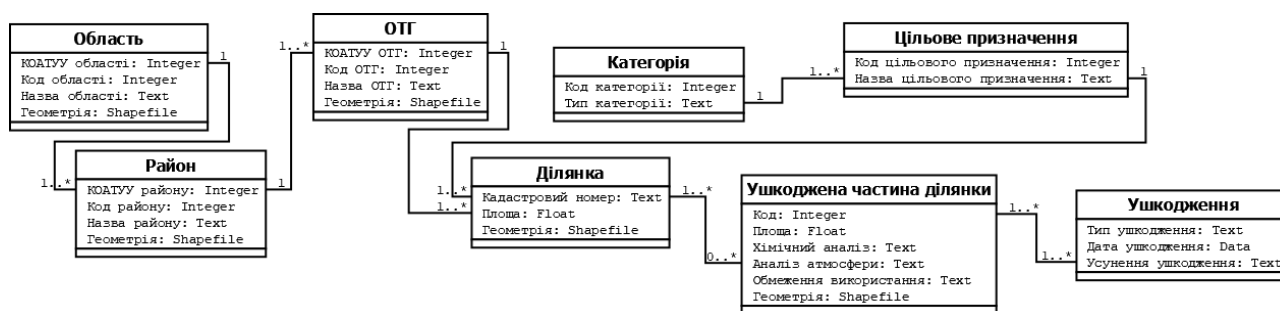 Область
КОАТУУ області: Integer
Код області: Integer
Назва області: Text
Геометрія: Shapefile
1
1..*
Район
КОАТУУ району: Integer
Код району: Integer
Назва району: Text
Геометрія: Shapefile
1
1..*
ОТГ
КОАТУУ ОТГ: Integer
Код ОТГ: Integer
Назва ОТГ: Text
Геометрія: Shapefile
1
Категорія
Код категорії: Integer
Тип категорії: Text
1
1..*
Цільове призначення
Код цільового призначення: Integer
Назва цільового призначення: Text
1
1..*
1..*
Ділянка
Кадастровий номер: Text
Площа: Float
Геометрія: Shapefile
1..*
0..*
Ушкоджена частина ділянки
Код: Integer
Площа: Float
Хімічний аналіз: Text
Аналіз атмосфери: Text
Обмеження використання: Text
Геометрія: Shapefile
1..*
1..*
Ушкодження
Тип ушкодження: Text
Дата ушкодження: Data
Усунення ушкодження: Text